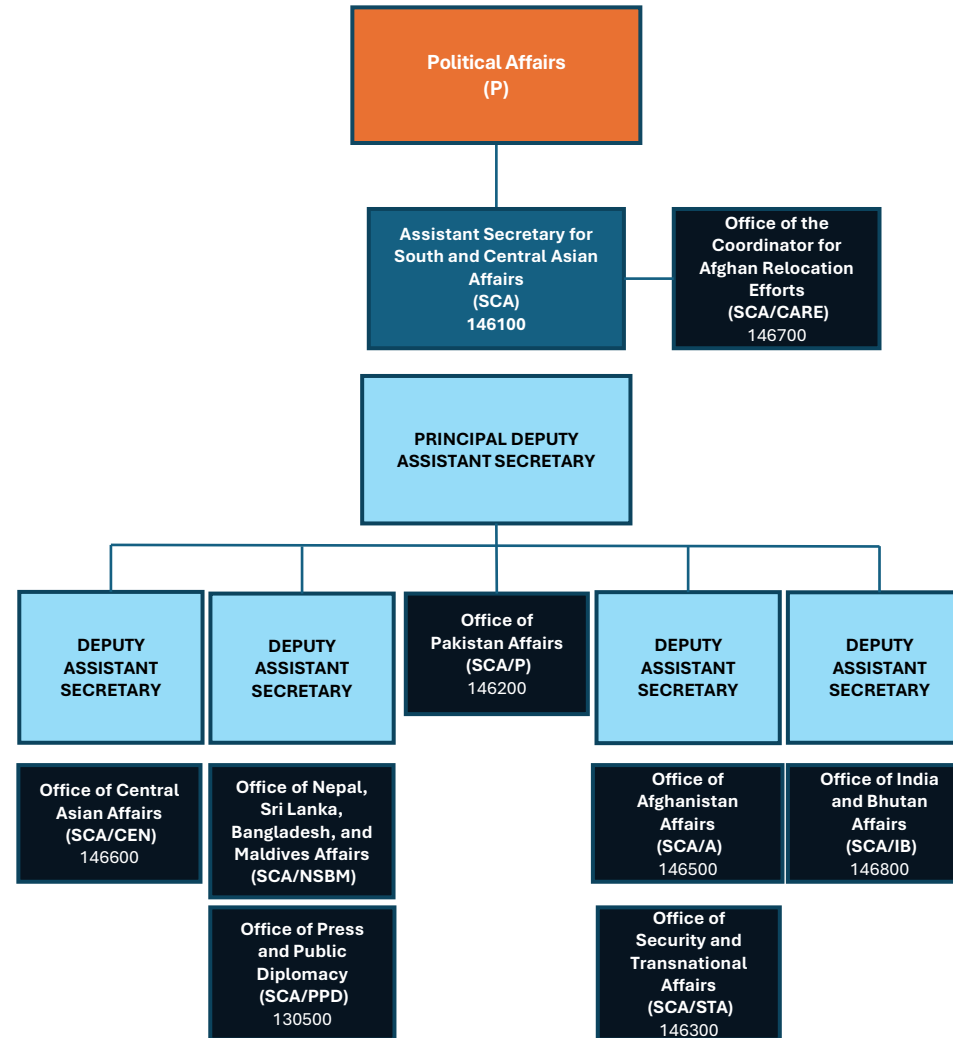 Political Affairs
(P)
Assistant Secretary for
South and Central Asian
Affairs
(SCA)
146100
Office of the
Coordinator for
Afghan Relocation
Efforts
(SCA/CARE)
146700
PRINCIPAL DEPUTY
ASSISTANT SECRETARY
DEPUTY
ASSISTANT
SECRETARY
DEPUTY
ASSISTANT
SECRETARY
Office of
Pakistan Affairs
(SCA/P)
146200
DEPUTY
ASSISTANT
SECRETARY
DEPUTY
ASSISTANT
SECRETARY
Office of Central
Asian Affairs
(SCA/CEN)
146600
Office of Nepal,
Sri Lanka,
Bangladesh, and
Maldives Affairs
(SCA/NSBM)
Office of
Afghanistan
Affairs
(SCA/A)
146500
Office of India
and Bhutan
Affairs
(SCA/IB)
146800
Office of Press
and Public
Diplomacy
(SCA/PPD)
130500
Office of
Security and
Transnational
Affairs
(SCA/STA)
146300